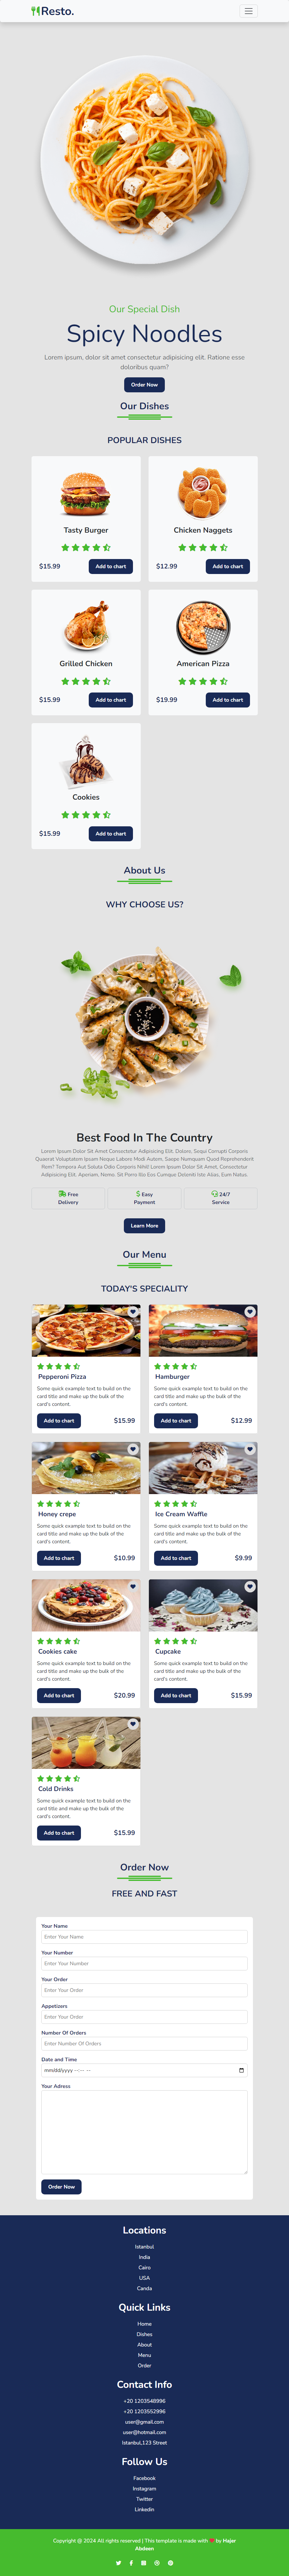 Resto.
Our Special Dish
Spicy Noodles
Lorem ipsum, dolor sit amet consectetur adipisicing elit. Ratione esse
doloribus quam?
Order Now
Our Dishes
POPULAR DISHES
Tasty Burger
$15.99
Add to chart
Chicken Naggets
$12.99
Add to chart
Grilled Chicken
$15.99
Add to chart
American Pizza
$19.99
Add to chart
Cookies
$15.99
Add to chart
About Us
WHY CHOOSE US?
Best Food In The Country
Lorem Ipsum Dolor Sit Amet Consectetur Adipisicing Elit. Dolore, Sequi Corrupti Corporis
Quaerat Voluptatem Ipsam Neque Labore Modi Autem, Saepe Numquam Quod Reprehenderit
Rem? Tempora Aut Soluta Odio Corporis Nihil! Lorem Ipsum Dolor Sit Amet, Consectetur
Adipisicing Elit. Aperiam, Nemo. Sit Porro Illo Eos Cumque Deleniti Iste Alias, Eum Natus.
Free
Delivery
Easy
Payment
24/7
Service
Learn More
Our Menu
TODAY'S SPECIALITY
Pepperoni Pizza
Some quick example text to build on the
card title and make up the bulk of the
card's content.
Add to chart
$15.99
Hamburger
Some quick example text to build on the
card title and make up the bulk of the
card's content.
Add to chart
$12.99
Honey crepe
Some quick example text to build on the
card title and make up the bulk of the
card's content.
Add to chart
$10.99
Ice Cream Waffle
Some quick example text to build on the
card title and make up the bulk of the
card's content.
Add to chart
$9.99
Cookies cake
Some quick example text to build on the
card title and make up the bulk of the
card's content.
Add to chart
$20.99
Cupcake
Some quick example text to build on the
card title and make up the bulk of the
card's content.
Add to chart
$15.99
Cold Drinks
Some quick example text to build on the
card title and make up the bulk of the
card's content.
Add to chart
$15.99
Order Now
FREE AND FAST
Your Name
Enter Your Name
Your Number
Enter Your Number
Your Order
Enter Your Order
Appetizers
Enter Your Order
Number Of Orders
Enter Number Of Orders
Date and Time
mm/dd/yyyy --:-- --
Your Adress
Order Now
Locations
Istanbul
India
Cairo
USA
Canda
Quick Links
Home
Dishes
About
Menu
Order
Contact Info
+20 1203548996
+20 1203552996
user@gmail.com
user@hotmail.com
Istanbul,123 Street
Follow Us
Facebook
Instagram
Twitter
Linkedin
Copyright @ 2024 All rights reserved | This template is made with ❤ by Hajer
Abideen